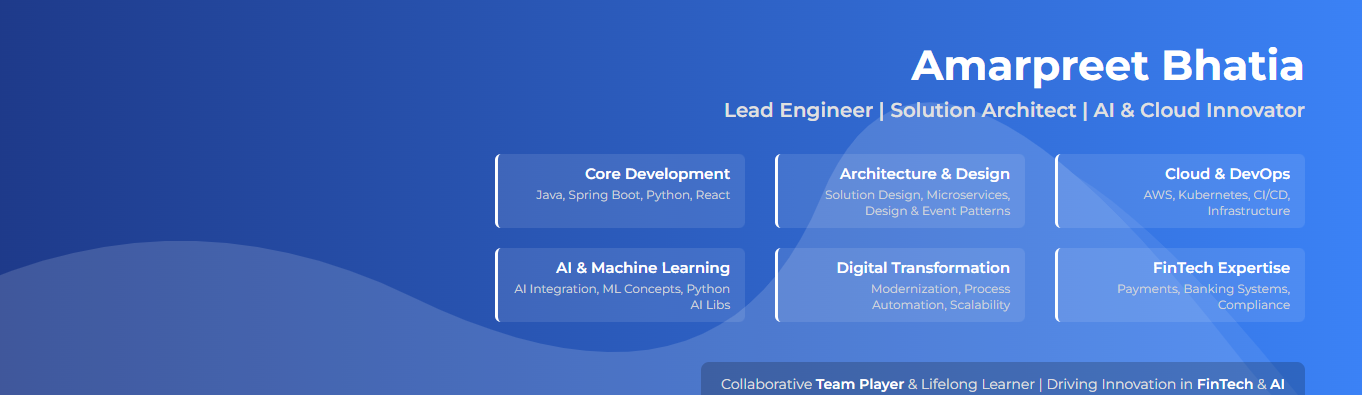 Amarpreet Bhatia
Lead Engineer | Solution Architect | AI & Cloud Innovator
Core Development
Java, Spring Boot, Python, React
Architecture & Design
Solution Design, Microservices,
Design & Event Patterns
Cloud & DevOps
AWS, Kubernetes, CI/CD,
Infrastructure
AI & Machine Learning
AI Integration, ML Concepts, Python
AI Libs
Digital Transformation
Modernization, Process
Automation, Scalability
FinTech Expertise
Payments, Banking Systems,
Compliance
Collaborative Team Player & Lifelong Learner | Driving Innovation in FinTech & AI